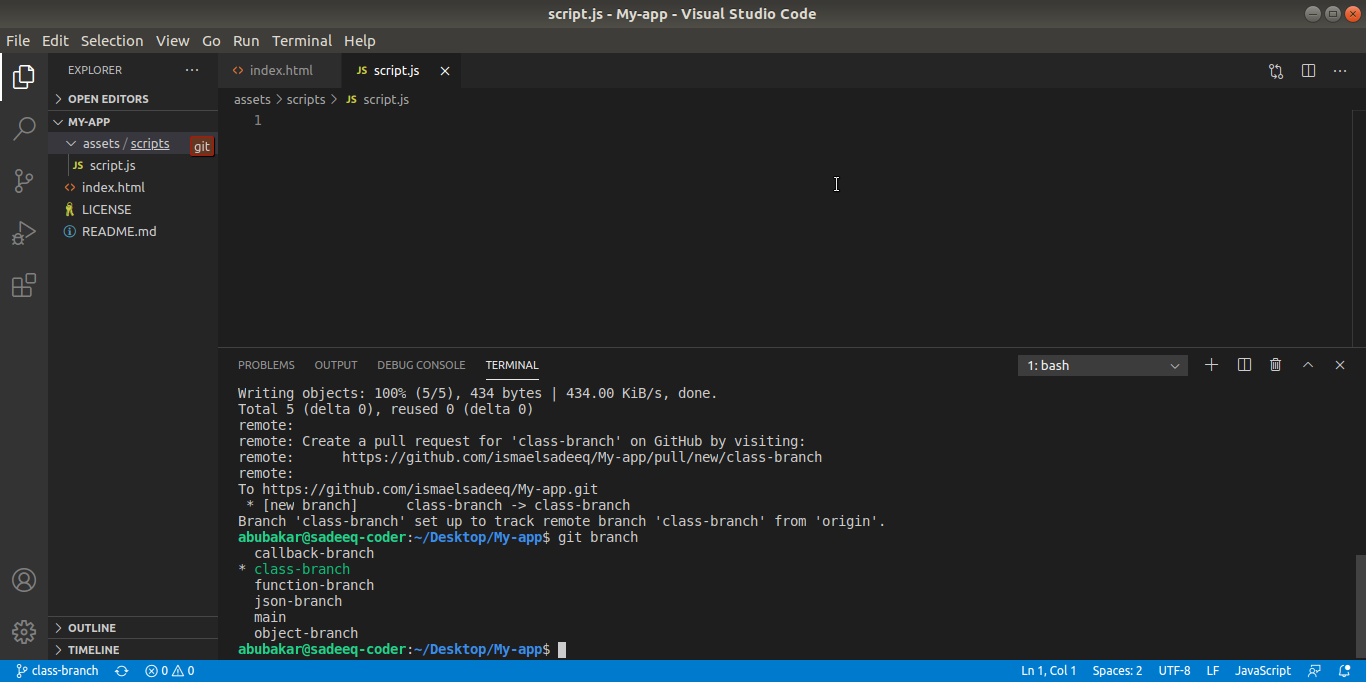 script.js - My-app - Visual Studio Code
File Edit Selection View Go Run Terminal Help
EXPLORER
OPEN EDITORS
MY-APP
assets / scripts
git
JS script.js
index.html
LICENSE
README.md
OUTLINE
TIMELINE
index.html
JS script.js
assets > scripts > JS script.js
1
PROBLEMS OUTPUT DEBUG CONSOLE TERMINAL
1: bash
Writing objects: 100% (5/5), 434 bytes | 434.00 KiB/s, done.
Total 5 (delta 0), reused 0 (delta 0)
remote:
remote: Create a pull request for 'class-branch' on GitHub by visiting:
remote:      https://github.com/ismaelsadeeq/My-app/pull/new/class-branch
remote:
To https://github.com/ismaelsadeeq/My-app.git
 * [new branch]      class-branch -> class-branch
Branch 'class-branch' set up to track remote branch 'class-branch' from 'origin'.
abubakar@sadeeq-coder:~/Desktop/My-app$ git branch
  callback-branch
* class-branch
  function-branch
  json-branch
  main
  object-branch
abubakar@sadeeq-coder:~/Desktop/My-app$
class-branch 0 0 Ln 1, Col 1 Spaces: 2 UTF-8 LF JavaScript